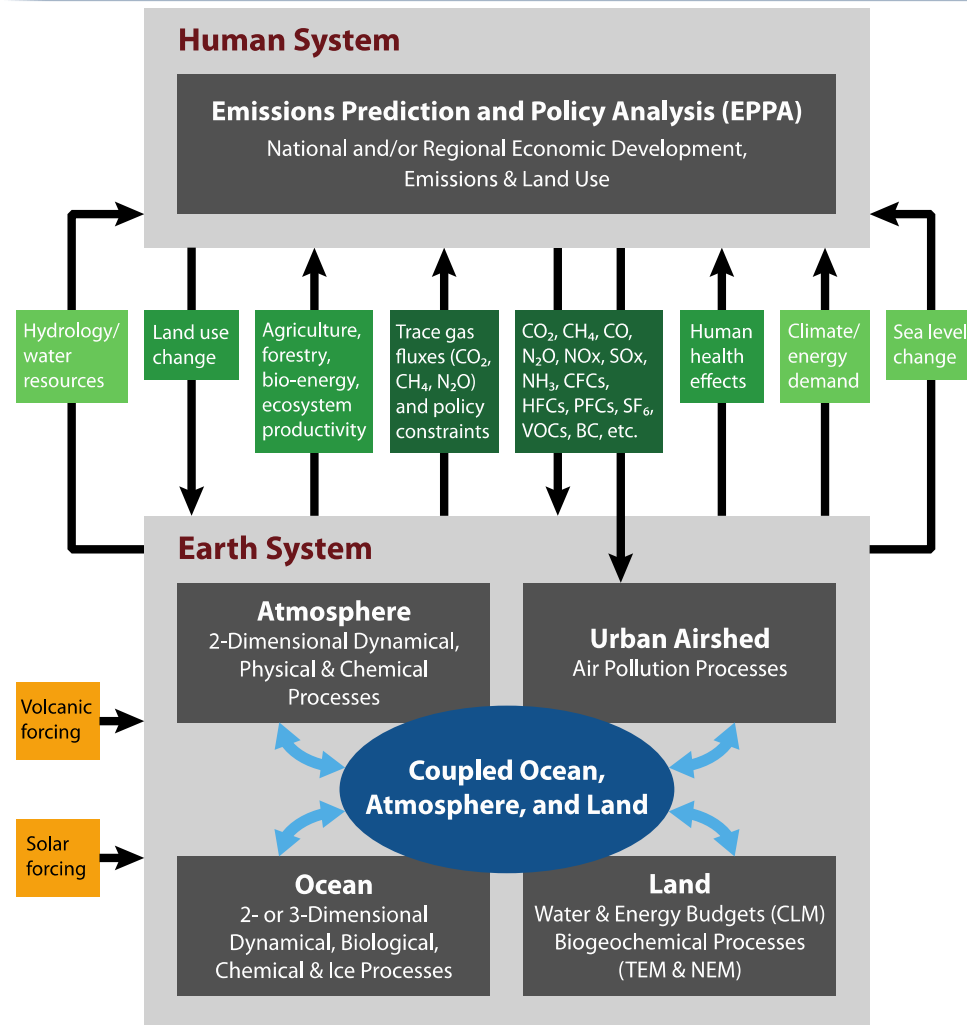 Human System
Emissions Prediction and Policy Analysis (EPPA)
National and/or Regional Economic Development,
Emissions & Land Use
Hydrology/
water
resources
Land use
change
Agriculture,
forestry,
bio-energy,
ecosystem
productivity
Trace gas
fluxes (CO₂,
CH₄, N₂O)
and policy
constraints
CO₂, CH₄, CO,
N₂O, NOx, SOx,
NH₃, CFCs,
HFCs, PFCs, SF₆,
VOCs, BC, etc.
Human
health
effects
Climate/
energy
demand
Sea level
change
Earth System
Atmosphere
2-Dimensional Dynamical,
Physical & Chemical
Processes
Urban Airshed
Air Pollution Processes
Volcanic
forcing
Coupled Ocean,
Atmosphere, and Land
Solar
forcing
Ocean
2- or 3-Dimensional
Dynamical, Biological,
Chemical & Ice Processes
Land
Water & Energy Budgets (CLM)
Biogeochemical Processes
(TEM & NEM)